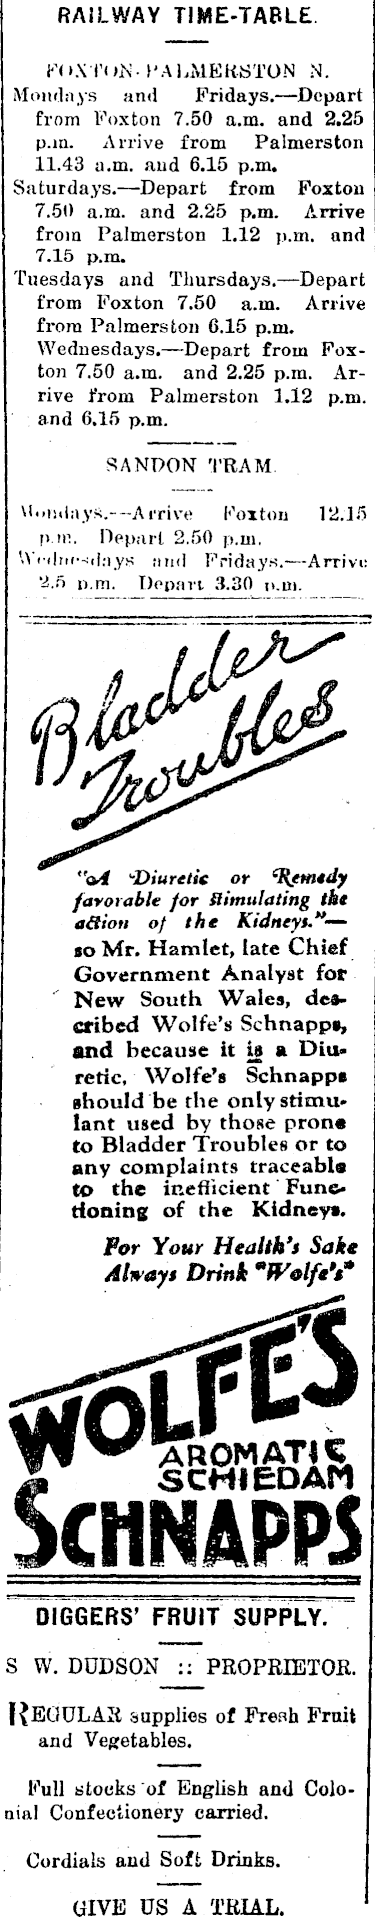 RAILWAY TIME-TABLE.
FOXTON-PALMERSTON N.
Mondays and Fridays.—Depart
from Foxton 7.50 a.m. and 2.25
p.m. Arrive from Palmerston
11.43 a.m. and 6.15 p.m.
Saturdays.—Depart from Foxton
7.50 a.m. and 2.25 p.m. Arrive
from Palmerston 1.12 p.m. and
7.15 p.m.
Tuesdays and Thursdays.—Depart
from Foxton 7.50 a.m. Arrive
from Palmerston 6.15 p.m.
Wednesdays.—Depart from Fox-
ton 7.50 a.m. and 2.25 p.m. Ar-
rive from Palmerston 1.12 p.m.
and 6.15 p.m.
SANDON TRAM.
Mondays.--Arrive Foxton 12.15
p.m. Depart 2.50 p.m.
Wednesdays and Fridays.—Arrive
2.5 p.m. Depart 3.30 p.m.
Bladder
Troubles
"A Diuretic or Remedy
favorable for stimulating the
action of the Kidneys."—
so Mr. Hamlet, late Chief
Government Analyst for
New South Wales, des-
cribed Wolfe's Schnapps,
and because it is a Diu-
retic, Wolfe's Schnapps
should be the only stimu-
lant used by those prone
to Bladder Troubles or to
any complaints traceable
to the inefficient Func-
tioning of the Kidneys.
For Your Health's Sake
Always Drink "Wolfe's"
WOLFE'S
AROMATIC
SCHIEDAM
SCHNAPPS
DIGGERS' FRUIT SUPPLY.
S W. DUDSON :: PROPRIETOR.
REGULAR supplies of Fresh Fruit
and Vegetables.
Full stocks of English and Colo-
nial Confectionery carried.
Cordials and Soft Drinks.
GIVE US A TRIAL.